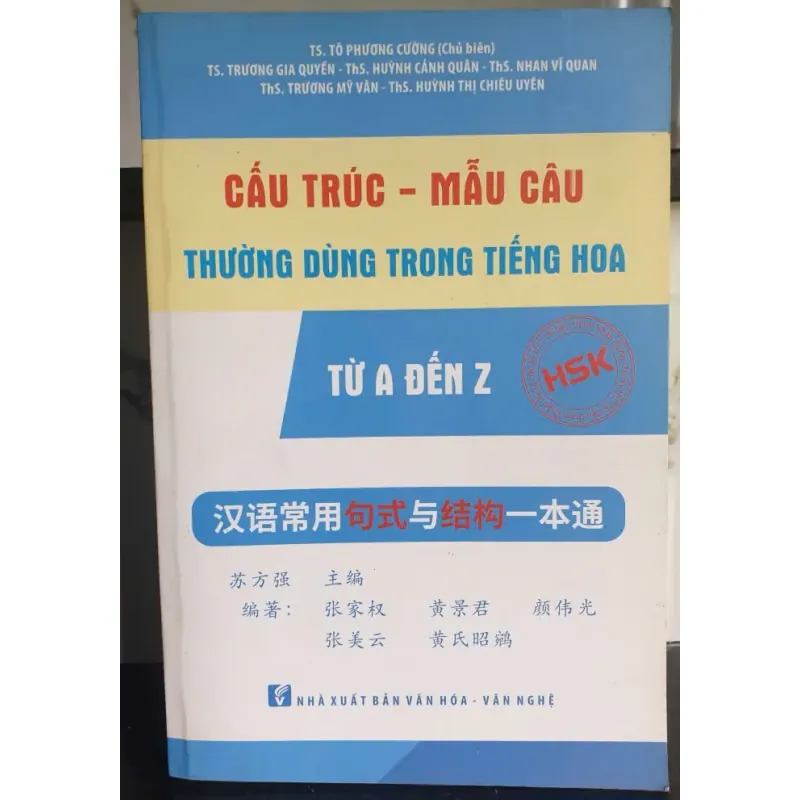 TS. TÔ PHƯƠNG CƯỜNG (Chủ biên)
TS. TRƯƠNG GIA QUYỀN - ThS. HUỲNH CẢNH QUÂN - ThS. NHAN VĨ QUAN
ThS. TRƯƠNG MỸ VÂN - ThS. HUỲNH THỊ CHIÊU UYÊN
CẤU TRÚC – MẪU CÂU
THƯỜNG DÙNG TRONG TIẾNG HOA
TỪ A ĐẾN Z
HSK
汉语常用句式与结构一本通
苏方强 主编
编著： 张家权 黄景君 颜伟光
张美云 黄氏昭鹓
NHÀ XUẤT BẢN VĂN HÓA - VĂN NGHỆ